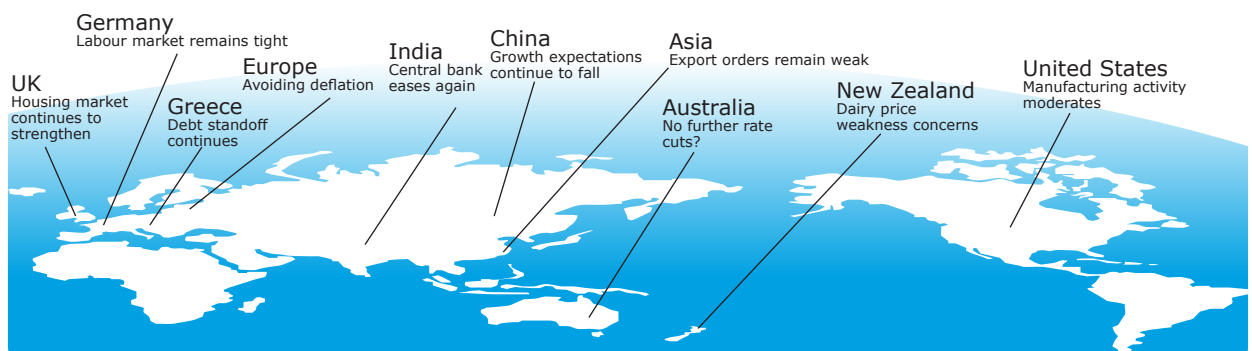 Germany
Labour market remains tight
UK
Housing market
continues to
strengthen
Europe
Avoiding deflation
Greece
Debt standoff
continues
India
Central bank
eases again
China
Growth expectations
continue to fall
Asia
Export orders remain weak
Australia
No further rate
cuts?
New Zealand
Dairy price
weakness concerns
United States
Manufacturing activity
moderates